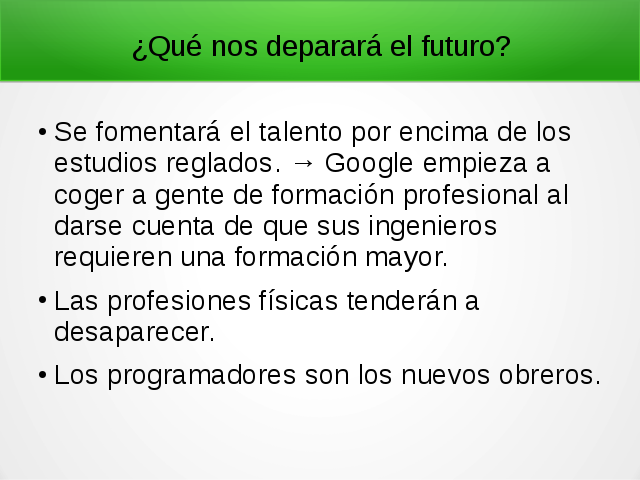 ¿Qué nos deparará el futuro?
• Se fomentará el talento por encima de los
estudios reglados. → Google empieza a
coger a gente de formación profesional al
darse cuenta de que sus ingenieros
requieren una formación mayor.
• Las profesiones físicas tenderán a
desaparecer.
• Los programadores son los nuevos obreros.